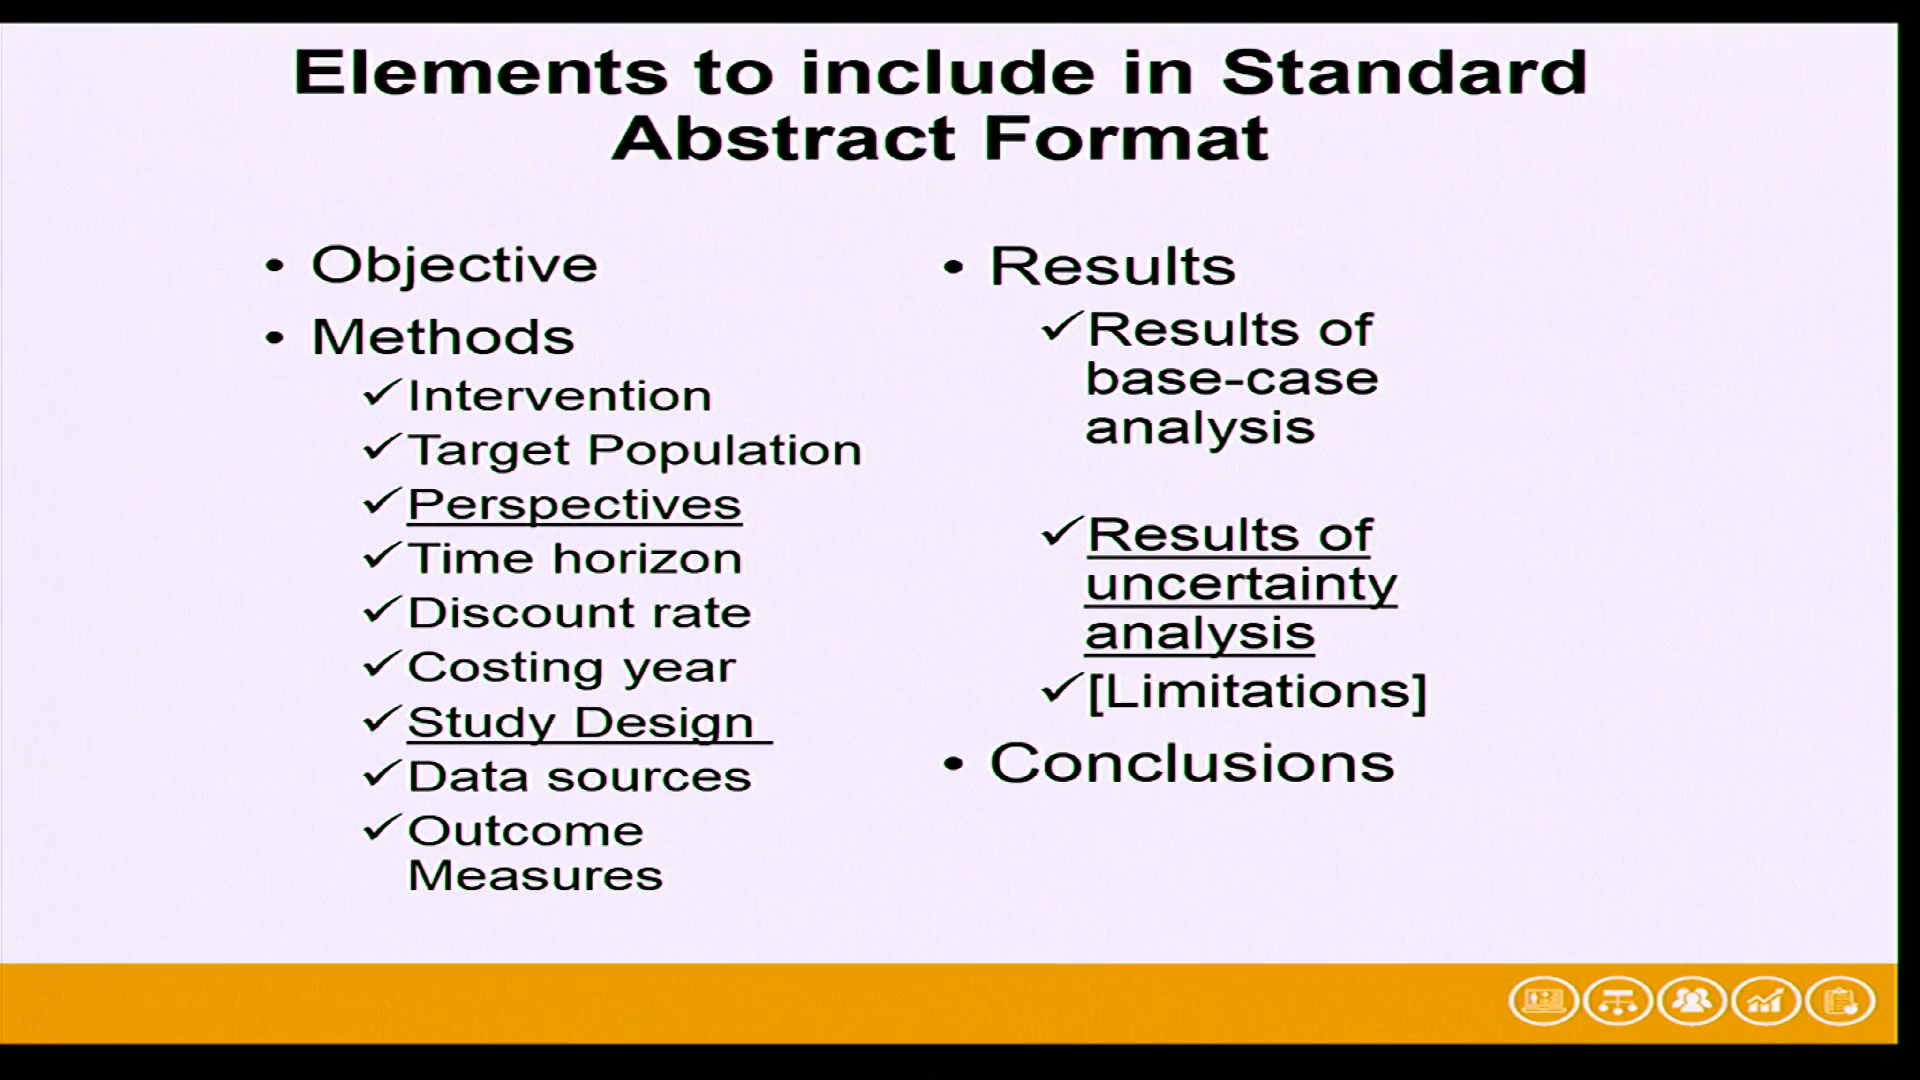 Elements to include in Standard
Abstract Format
• Objective
• Methods
✓Intervention
✓Target Population
✓Perspectives
✓Time horizon
✓Discount rate
✓Costing year
✓Study Design
✓Data sources
✓Outcome
Measures
• Results
✓Results of
base-case
analysis
✓Results of
uncertainty
analysis
✓[Limitations]
• Conclusions